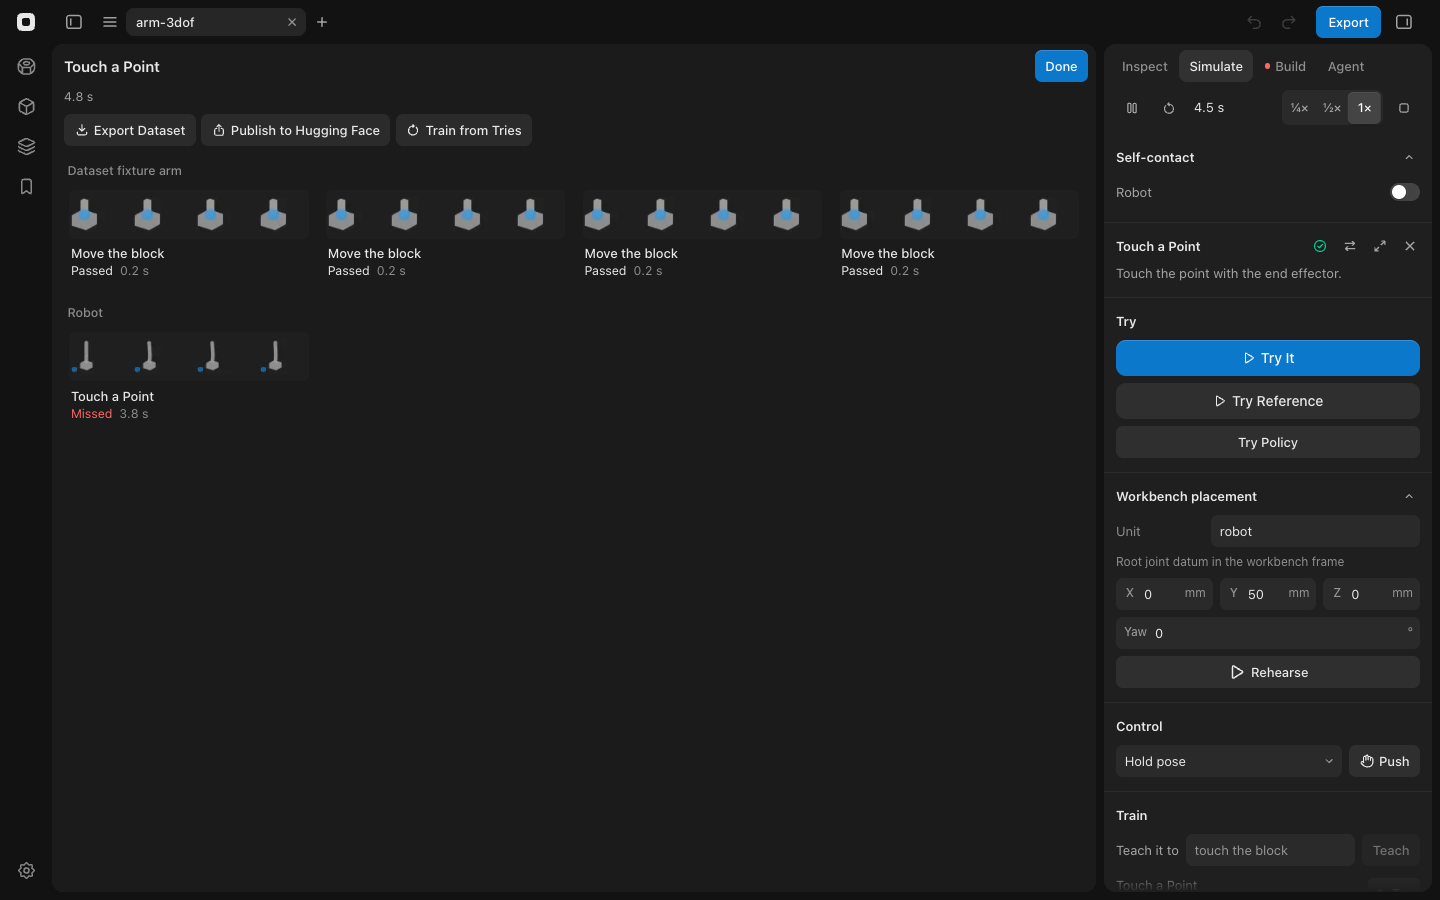 arm-3dof
Export
Touch a Point
Done
4.8 s
Export Dataset
Publish to Hugging Face
Train from Tries
Dataset fixture arm
Move the block
Passed 0.2 s
Move the block
Passed 0.2 s
Move the block
Passed 0.2 s
Move the block
Passed 0.2 s
Robot
Touch a Point
Missed 3.8 s
Inspect
Simulate
Build
Agent
4.5 s
¼×
½×
1×
Self-contact
Robot
Touch a Point
Touch the point with the end effector.
Try
Try It
Try Reference
Try Policy
Workbench placement
Unit robot
Root joint datum in the workbench frame
X 0 mm Y 50 mm Z 0 mm
Yaw 0 °
Rehearse
Control
Hold pose
Push
Train
Teach it to touch the block Teach
Touch a Point